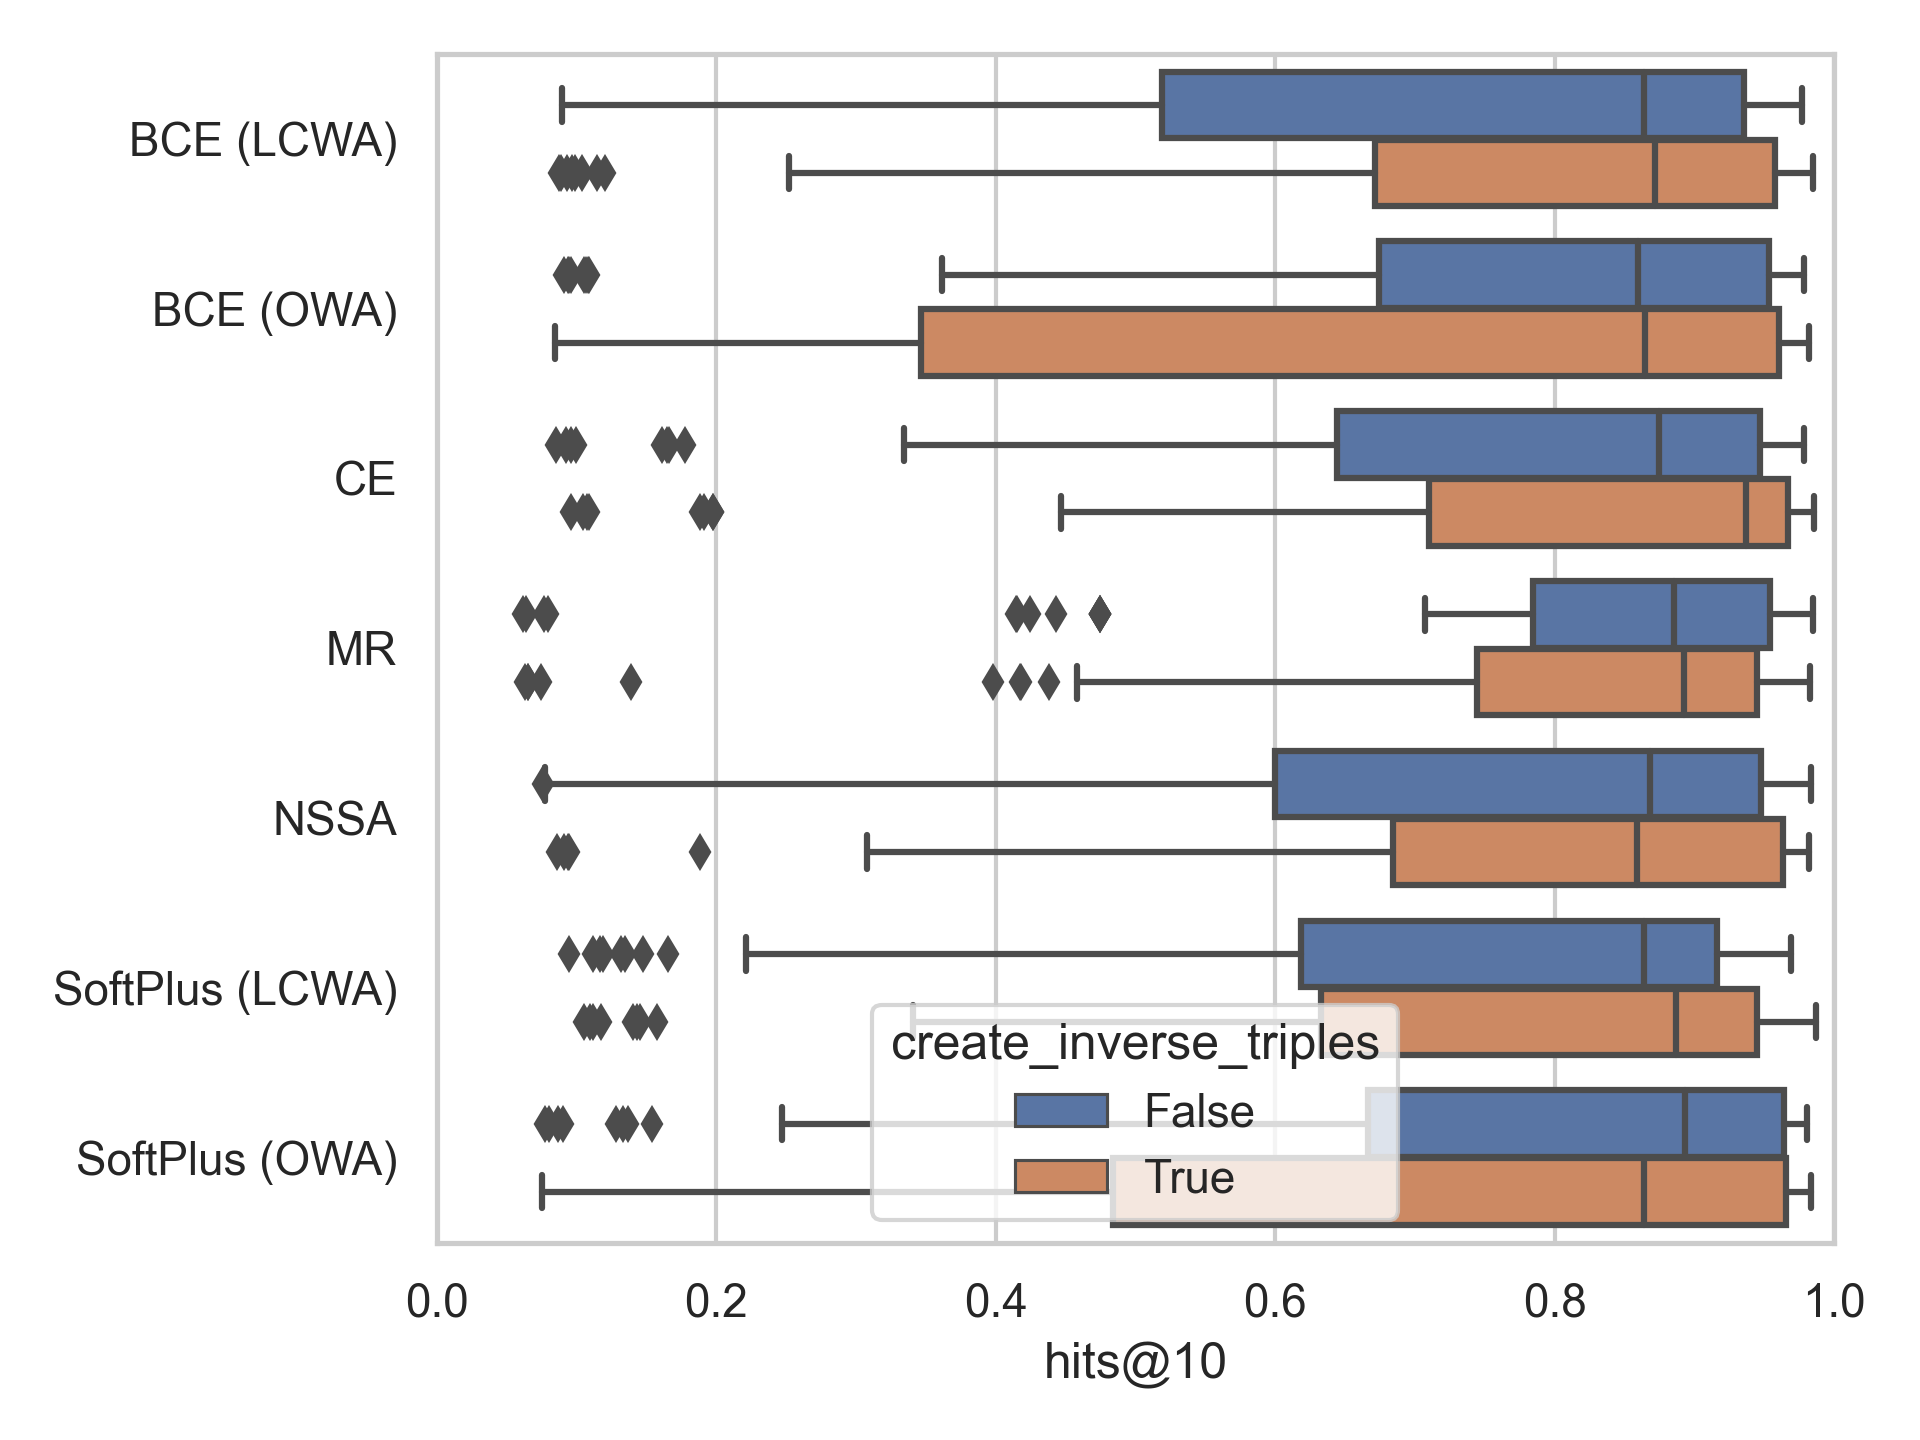 BCE (LCWA)
BCE (OWA)
CE
MR
NSSA
SoftPlus (LCWA)
SoftPlus (OWA)
create_inverse_triples
False
True
0.0 0.2 0.4 0.6 0.8 1.0
hits@10